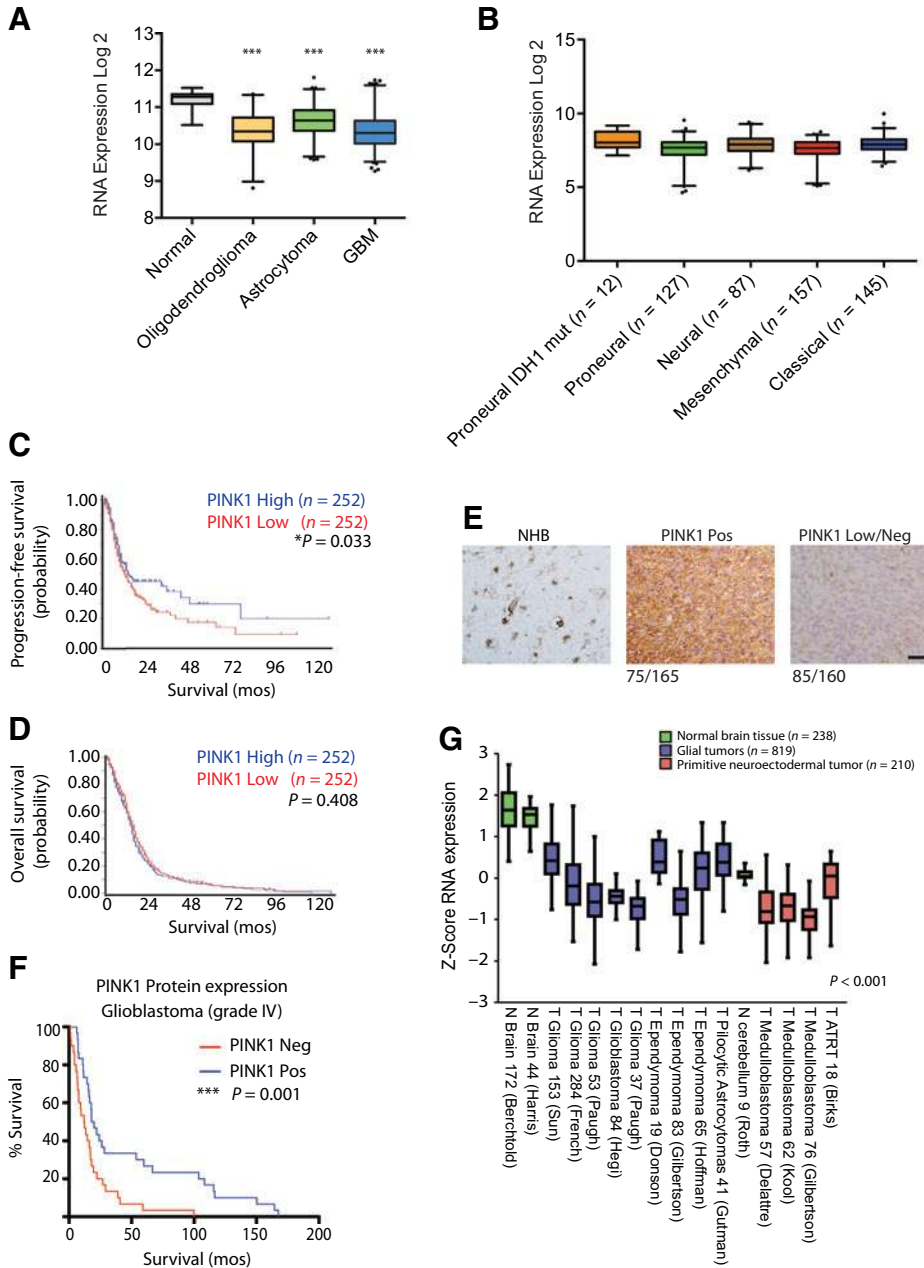 A
RNA Expression Log 2
12
11
10
9
8
***
***
***
Normal
Oligodendroglioma
Astrocytoma
GBM
B
RNA Expression Log 2
15
10
5
0
Proneural IDH1 mut (n = 12)
Proneural (n = 127)
Neural (n = 87)
Mesenchymal (n = 157)
Classical (n = 145)
C
Progression-free survival
(probability)
1.00
0.80
0.60
0.40
0.20
0.00
PINK1 High (n = 252)
PINK1 Low (n = 252)
*P = 0.033
0 24 48 72 96 120
Survival (mos)
D
Overall survival
(probability)
1.00
0.80
0.60
0.40
0.20
0.00
PINK1 High (n = 252)
PINK1 Low (n = 252)
P = 0.408
0 24 48 72 96 120
Survival (mos)
E
NHB
PINK1 Pos
PINK1 Low/Neg
75/165
85/160
F
PINK1 Protein expression
Glioblastoma (grade IV)
% Survival
100
80
60
40
20
PINK1 Neg
PINK1 Pos
*** P = 0.001
0 50 100 150 200
Survival (mos)
G
Normal brain tissue (n = 238)
Glial tumors (n = 819)
Primitive neuroectodermal tumor (n = 210)
Z-Score RNA expression
3
2
1
0
−1
−2
−3
P < 0.001
N Brain 172 (Berchtold)
N Brain 44 (Harris)
T Glioma 153 (Sun)
T Glioma 284 (French)
T Glioma 53 (Paugh)
T Glioblastoma 84 (Hegi)
T Glioma 37 (Paugh)
T Ependymoma 19 (Donson)
T Ependymoma 83 (Gilbertson)
T Ependymoma 65 (Hoffman)
T Pilocytic Astrocytomas 41 (Gutman)
N cerebellum 9 (Roth)
T Medulloblastoma 57 (Delattre)
T Medulloblastoma 62 (Kool)
T Medulloblastoma 76 (Gilbertson)
T ATRT 18 (Birks)